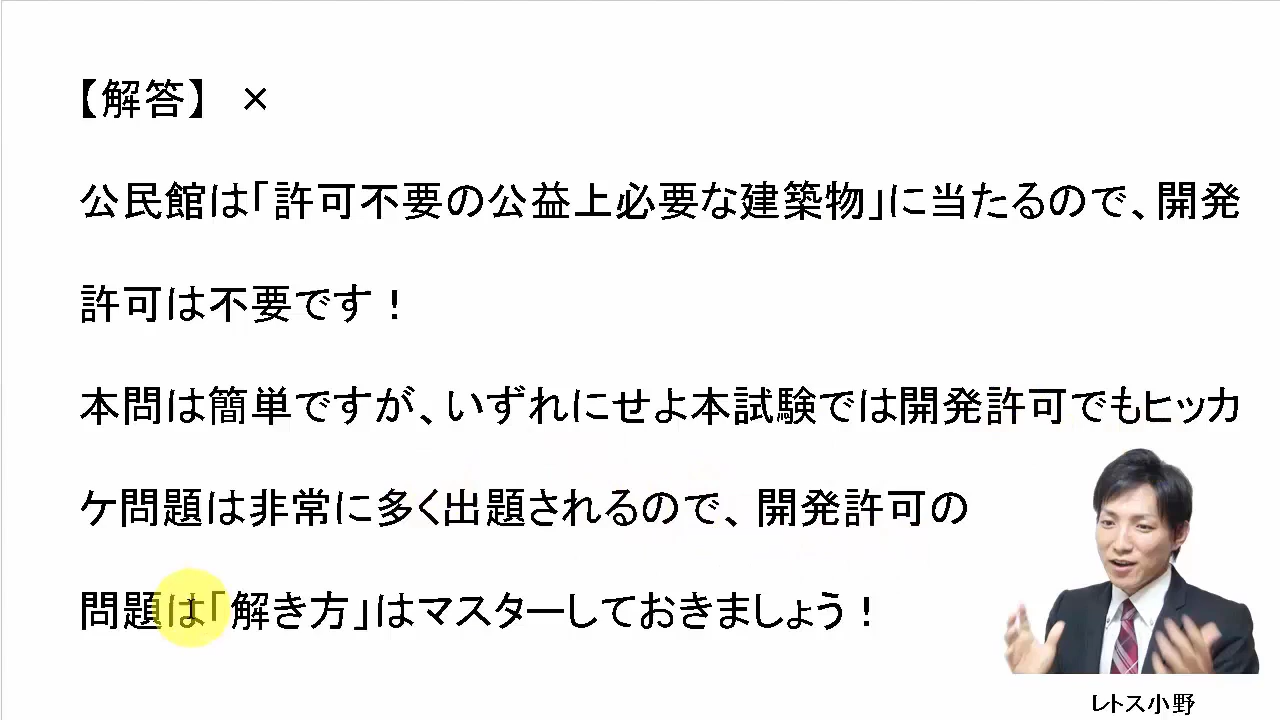 【解答】 ×
公民館は「許可不要の公益上必要な建築物」に当たるので、開発
許可は不要です！
本問は簡単ですが、いずれにせよ本試験では開発許可でもヒッカ
ケ問題は非常に多く出題されるので、開発許可の
問題は「解き方」はマスターしておきましょう！
レトス小野